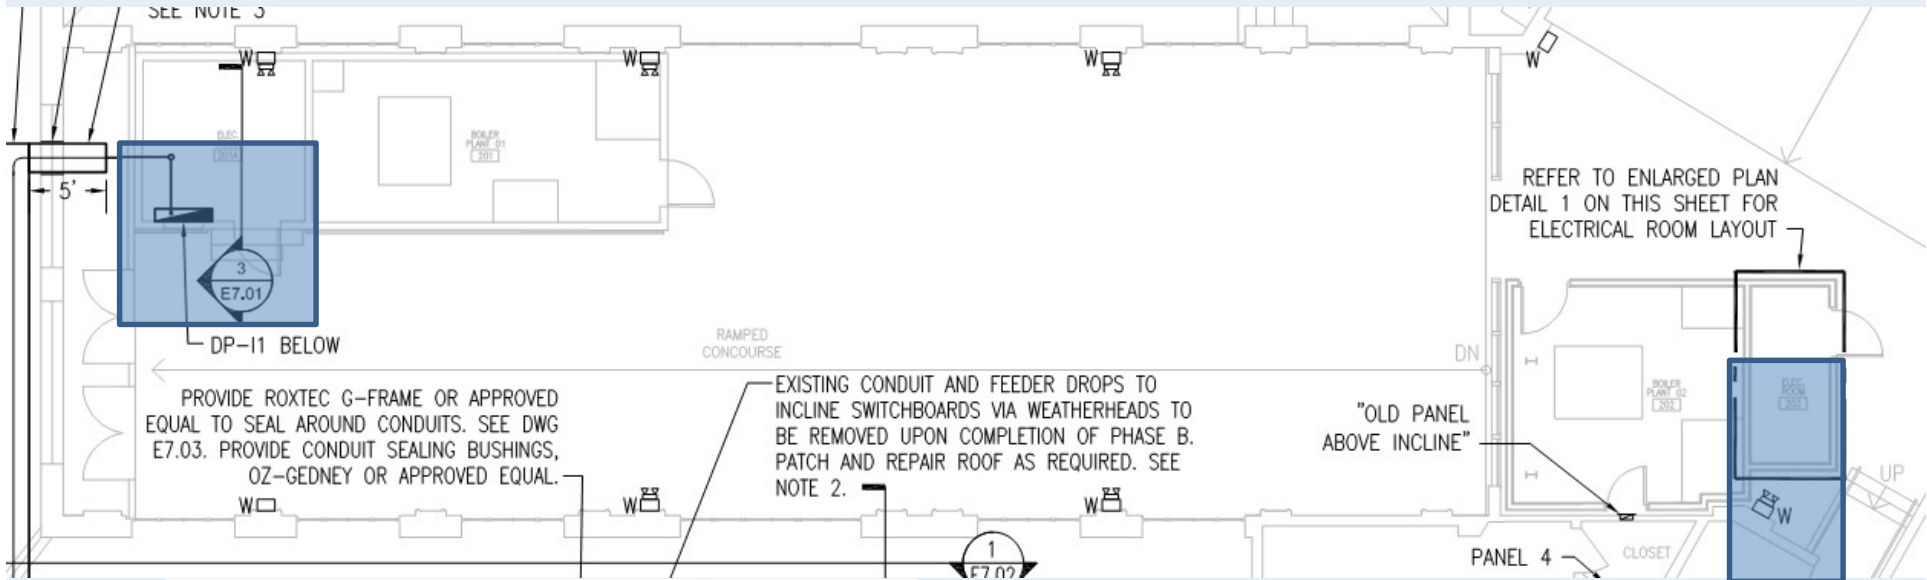 SEE NOTE 3
W
W
W
W
ELEC.
201A
BOILER
PLANT 01
201
5'
3
E7.01
DP-I1 BELOW
REFER TO ENLARGED PLAN
DETAIL 1 ON THIS SHEET FOR
ELECTRICAL ROOM LAYOUT
RAMPED
CONCOURSE
DN
BOILER
PLANT 02
202
ELEC.
ROOM
203
PROVIDE ROXTEC G-FRAME OR APPROVED
EQUAL TO SEAL AROUND CONDUITS. SEE DWG
E7.03. PROVIDE CONDUIT SEALING BUSHINGS,
OZ-GEDNEY OR APPROVED EQUAL.
EXISTING CONDUIT AND FEEDER DROPS TO
INCLINE SWITCHBOARDS VIA WEATHERHEADS TO
BE REMOVED UPON COMPLETION OF PHASE B.
PATCH AND REPAIR ROOF AS REQUIRED. SEE
NOTE 2.
"OLD PANEL
ABOVE INCLINE"
UP
W
W
W
W
1
E7.02
PANEL 4
CLOSET